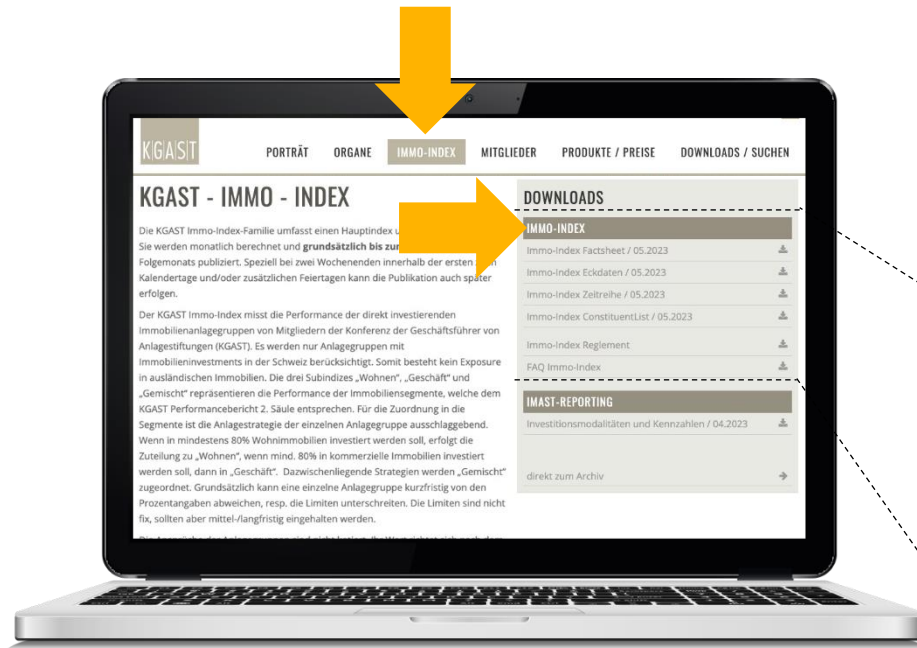 KGAST
PORTRÄT
ORGANE
IMMO-INDEX
MITGLIEDER
PRODUKTE / PREISE
DOWNLOADS / SUCHEN
KGAST - IMMO - INDEX
Die KGAST Immo-Index-Familie umfasst einen Hauptindex
Sie werden monatlich berechnet und grundsätzlich bis
Folgemonats publiziert. Speziell bei zwei Wochenenden innerhalb der ersten
Kalendertage und/oder zusätzlichen Feiertagen kann die Publikation auch später
erfolgen.
Der KGAST Immo-Index misst die Performance der direkt investierenden
Immobilienanlagegruppen von Mitgliedern der Konferenz der Geschäftsführer von
Anlagestiftungen (KGAST). Es werden nur Anlagegruppen mit
Immobilieninvestments in der Schweiz berücksichtigt. Somit besteht kein Exposure
in ausländischen Immobilien. Die drei Subindizes „Wohnen“, „Geschäft“ und
„Gemischt“ repräsentieren die Performance der Immobiliensegmente, welche dem
KGAST Performancebericht 2. Säule entsprechen. Für die Zuordnung in die
Segmente ist die Anlagestrategie der einzelnen Anlagegruppe ausschlaggebend.
Wenn in mindestens 80% Wohnimmobilien investiert werden soll, erfolgt die
Zuteilung zu „Wohnen“, wenn mind. 80% in kommerzielle Immobilien investiert
werden soll, dann in „Geschäft“. Dazwischenliegende Strategien werden „Gemischt“
zugeordnet. Grundsätzlich kann eine einzelne Anlagegruppe kurzfristig von den
Prozentangaben abweichen, resp. die Limiten unterschreiten. Die Limiten sind nicht
fix, sollten aber mittel-/langfristig eingehalten werden.
DOWNLOADS
IMMO-INDEX
Immo-Index Factsheet / 05.2023
Immo-Index Eckdaten / 05.2023
Immo-Index Zeitreihe / 05.2023
Immo-Index ConstituentList / 05.2023
Immo-Index Reglement
FAQ Immo-Index
IMAST-REPORTING
Investitionsmodalitäten und Kennzahlen / 04.2023
direkt zum Archiv